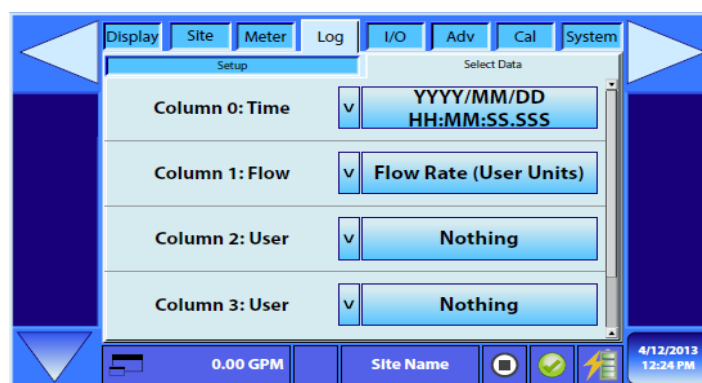 Display Site Meter Log I/O Adv Cal System
Setup Select Data
Column 0: Time v YYYY/MM/DD
HH:MM:SS.SSS
Column 1: Flow v Flow Rate (User Units)
Column 2: User v Nothing
Column 3: User v Nothing
0.00 GPM Site Name 4/12/2013
12:24 PM